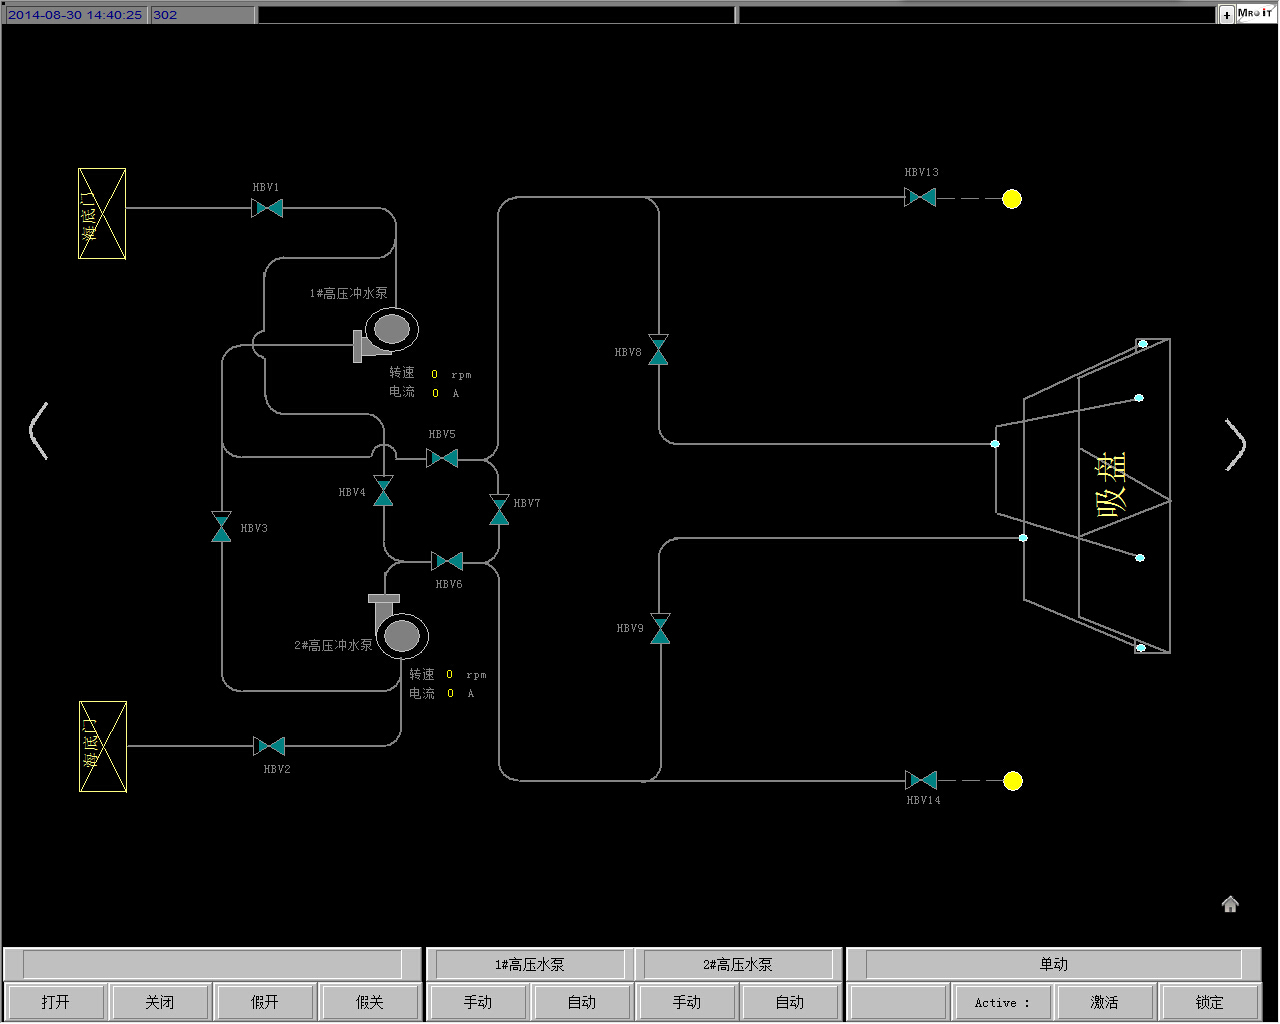 2014-08-30 14:40:25
302
+
MROIT
HBV13
HBV1
海底门
1#高压冲水泵
HBV8
转速 0 rpm
电流 0 A
HBV5
吸盘
HBV4
HBV7
HBV3
HBV6
HBV9
2#高压冲水泵
转速 0 rpm
电流 0 A
海底门
HBV2
HBV14
1#高压水泵
2#高压水泵
单动
打开
关闭
假开
假关
手动
自动
手动
自动
Active :
激活
锁定